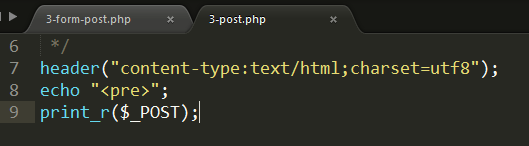 3-form-post.php × 3-post.php ×
6 */
7 header("content-type:text/html;charset=utf8");
8 echo "<pre>";
9 print_r($_POST);